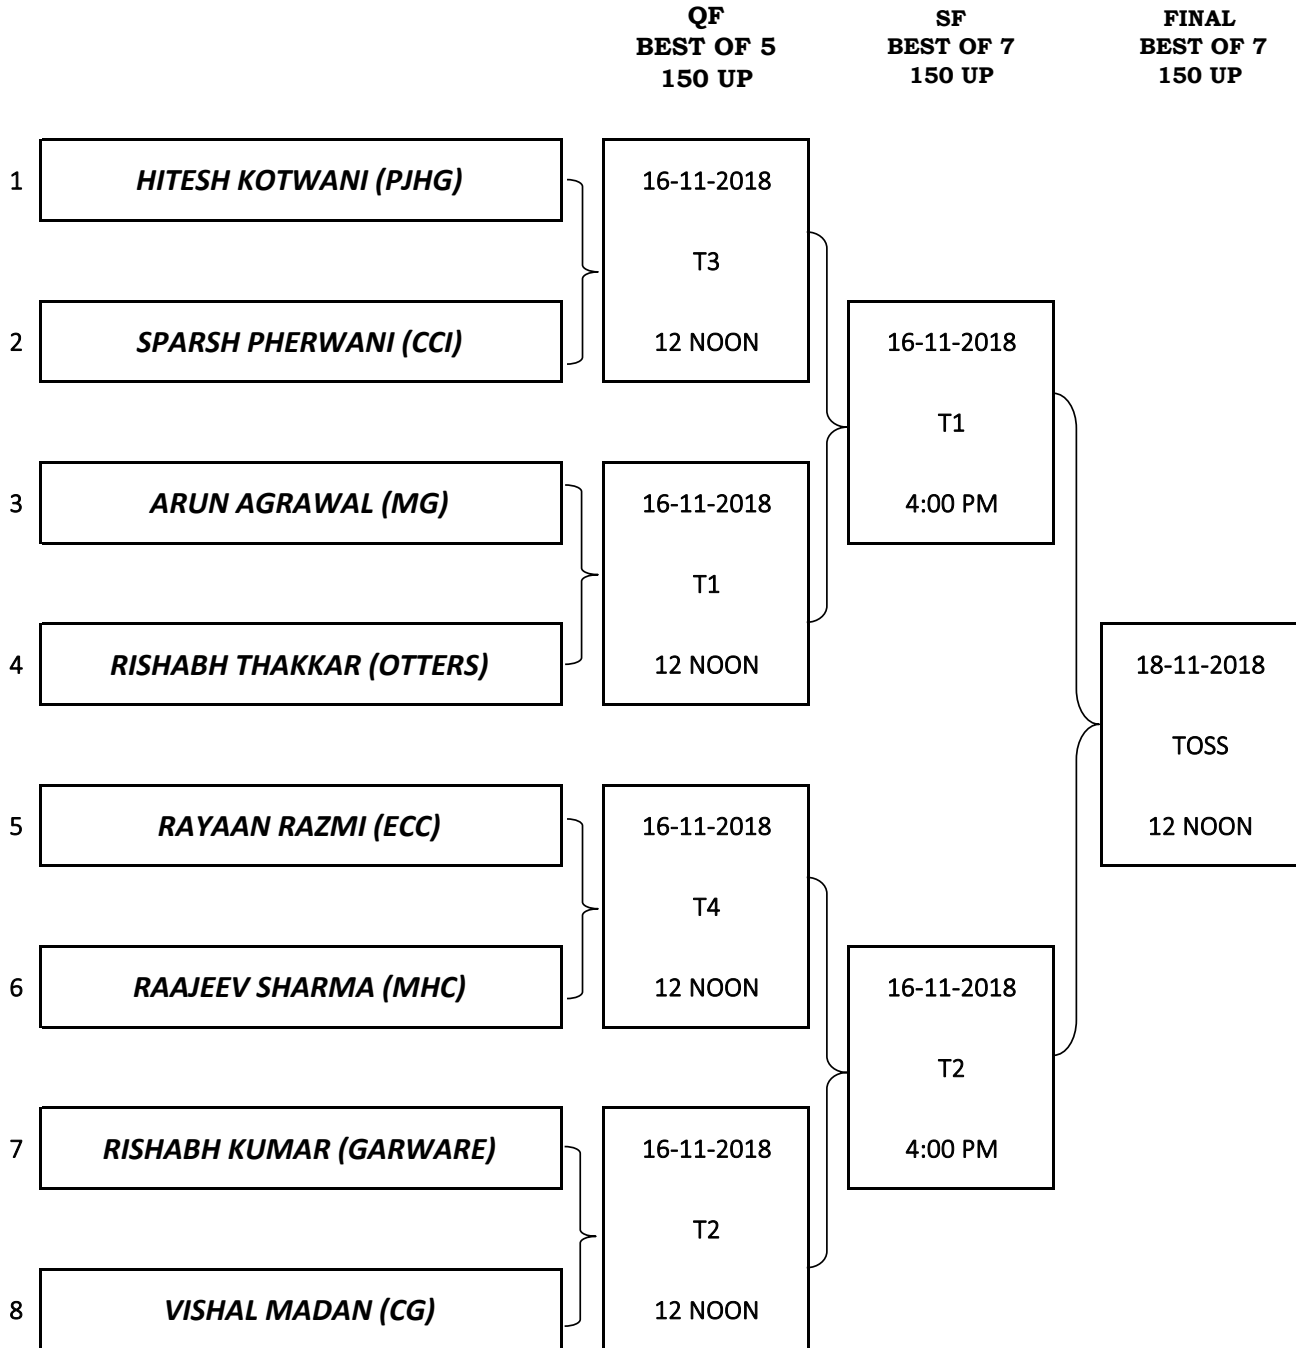 QF
BEST OF 5
150 UP
SF
BEST OF 7
150 UP
FINAL
BEST OF 7
150 UP
1
HITESH KOTWANI (PJHG)
16-11-2018
T3
2
SPARSH PHERWANI (CCI)
12 NOON
16-11-2018
T1
3
ARUN AGRAWAL (MG)
16-11-2018
4:00 PM
T1
4
RISHABH THAKKAR (OTTERS)
12 NOON
18-11-2018
TOSS
5
RAYAAN RAZMI (ECC)
16-11-2018
12 NOON
T4
6
RAAJEEV SHARMA (MHC)
12 NOON
16-11-2018
T2
7
RISHABH KUMAR (GARWARE)
16-11-2018
4:00 PM
T2
8
VISHAL MADAN (CG)
12 NOON